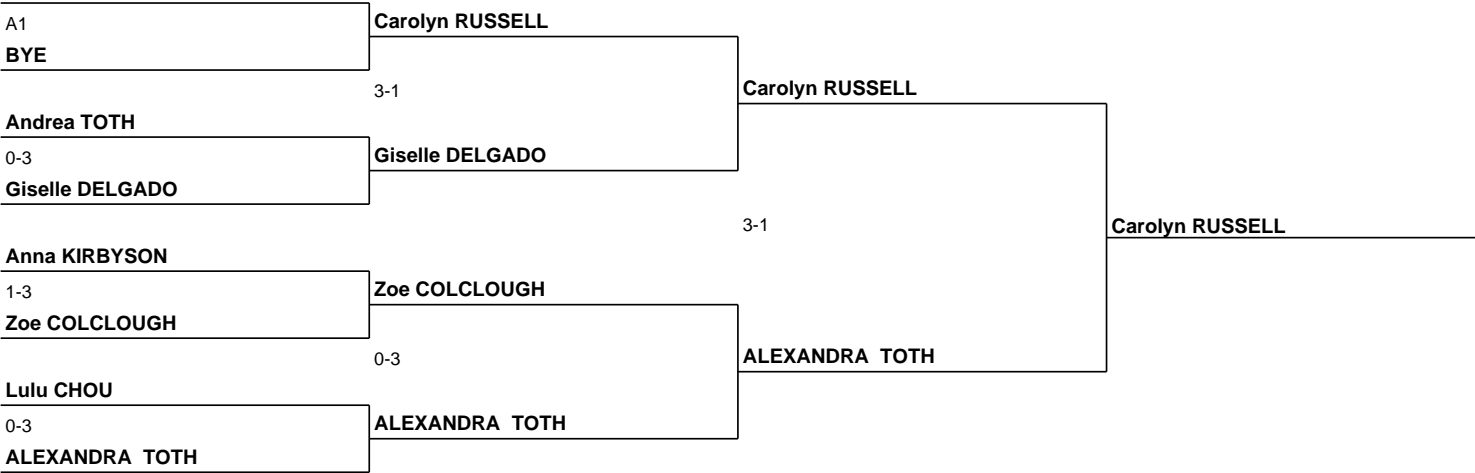 A1
BYE
Andrea TOTH
0-3
Giselle DELGADO
Anna KIRBYSON
1-3
Zoe COLCLOUGH
Lulu CHOU
0-3
ALEXANDRA TOTH
Carolyn RUSSELL
3-1
Giselle DELGADO
Zoe COLCLOUGH
0-3
ALEXANDRA TOTH
Carolyn RUSSELL
3-1
ALEXANDRA TOTH
Carolyn RUSSELL